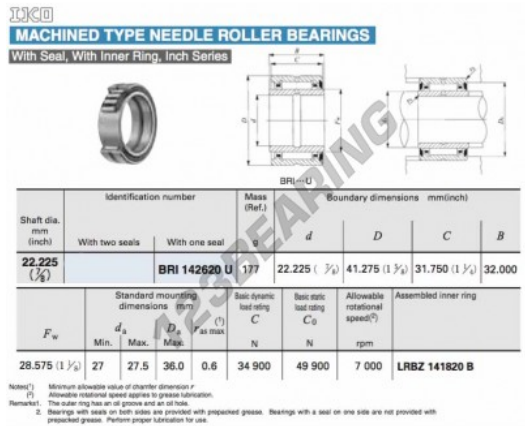 IKO
MACHINED TYPE NEEDLE ROLLER BEARINGS
With Seal, With Inner Ring, Inch Series
B
C
D
d
Fw
BRI…U
123BEARING
Shaft dia. mm (inch)
Identification number
Mass (Ref.)
Boundary dimensions mm(inch)
With two seals
With one seal
g
d
D
C
B
22.225 (7/8)
BRI 142620 U
177
22.225 ( 7/8)
41.275 (1 5/8)
31.750 (1 1/4)
32.000
Fw
Standard mounting dimensions mm
da
Min.
Max.
Da
Max.
ras max (1)
Basic dynamic load rating
C
N
Basic static load rating
C0
N
Allowable rotational speed(2)
rpm
Assembled inner ring
28.575 (1 1/8)
27
27.5
36.0
0.6
34 900
49 900
7 000
LRBZ 141820 B
Notes(1) Minimum allowable value of chamfer dimension r
(2) Allowable rotational speed applies to grease lubrication.
Remarks1. The outer ring has an oil groove and an oil hole.
2. Bearings with seals on both sides are provided with prepacked grease. Bearings with a seal on one side are not provided with
prepacked grease. Perform proper lubrication for use.